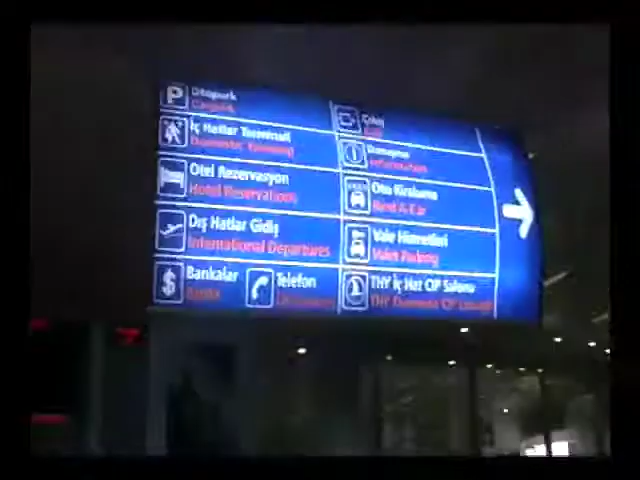 P Otopark
Carpark
İç Hatlar Terminali
Domestic Terminal
Otel Rezervasyon
Hotel Reservations
Dış Hatlar Gidiş
International Departures
$ Bankalar
Banks
Telefon
Çıkış
Exit
i Danışma
Information
Oto Kiralama
Rent A Car
Vale Hizmetleri
Valet Parking
THY İç Hat CIP Salonu
THY Domestic CIP Lounge